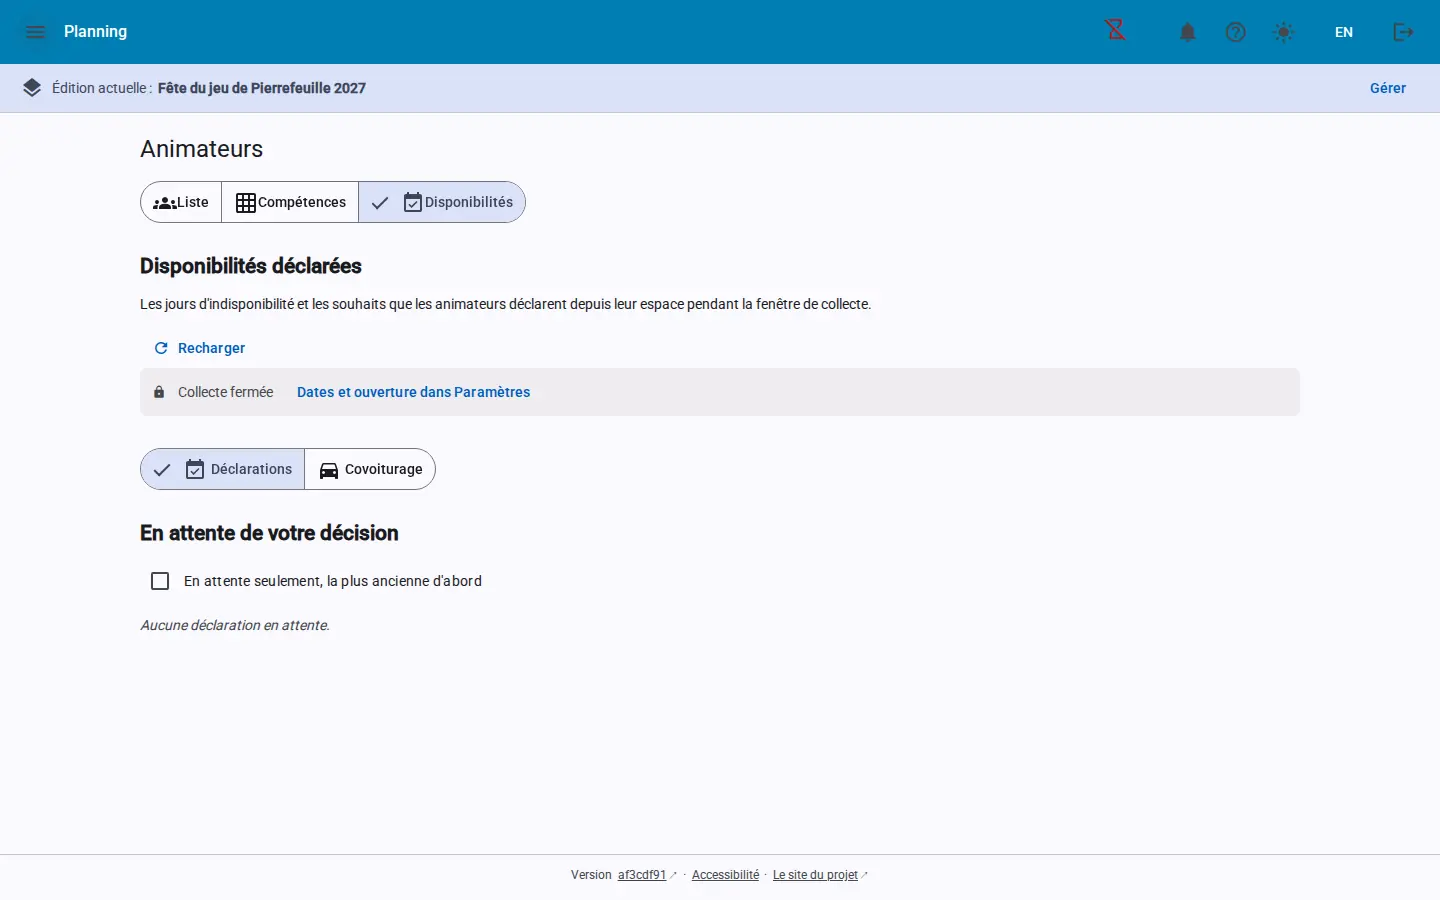 Planning
EN
Édition actuelle : Fête du jeu de Pierrefeuille 2027
Gérer
Animateurs
Liste
Compétences
Disponibilités
Disponibilités déclarées
Les jours d'indisponibilité et les souhaits que les animateurs déclarent depuis leur espace pendant la fenêtre de collecte.
Recharger
Collecte fermée
Dates et ouverture dans Paramètres
Déclarations
Covoiturage
En attente de votre décision
En attente seulement, la plus ancienne d'abord
Aucune déclaration en attente.
Version af3cdf91 · Accessibilité · Le site du projet